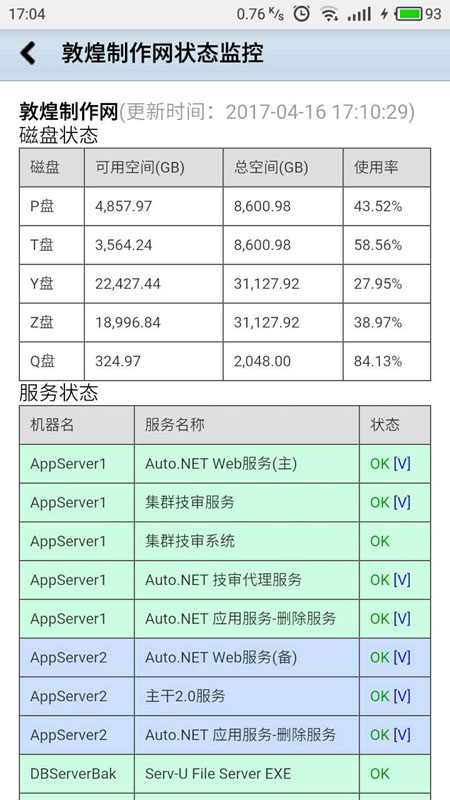 17:04 0.76 K/s 93
敦煌制作网状态监控
敦煌制作网(更新时间：2017-04-16 17:10:29)
磁盘状态
磁盘 可用空间(GB) 总空间(GB) 使用率
P盘 4,857.97 8,600.98 43.52%
T盘 3,564.24 8,600.98 58.56%
Y盘 22,427.44 31,127.92 27.95%
Z盘 18,996.84 31,127.92 38.97%
Q盘 324.97 2,048.00 84.13%
服务状态
机器名 服务名称 状态
AppServer1 Auto.NET Web服务(主) OK [V]
AppServer1 集群技审服务 OK [V]
AppServer1 集群技审系统 OK
AppServer1 Auto.NET 技审代理服务 OK [V]
AppServer1 Auto.NET 应用服务-删除服务 OK [V]
AppServer2 Auto.NET Web服务(备) OK [V]
AppServer2 主干2.0服务 OK [V]
AppServer2 Auto.NET 应用服务-删除服务 OK [V]
DBServerBak Serv-U File Server EXE OK